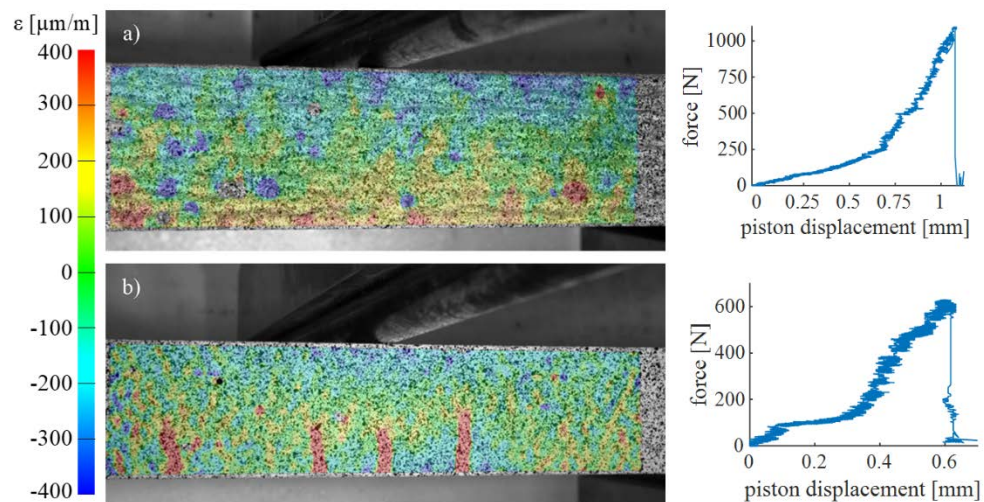 ε [µm/m]
400
300
200
100
0
-100
-200
-300
-400
a)
1000
750
500
250
0
force [N]
0 0.25 0.5 0.75 1
piston displacement [mm]
b)
600
400
200
0
force [N]
0 0.2 0.4 0.6
piston displacement [mm]